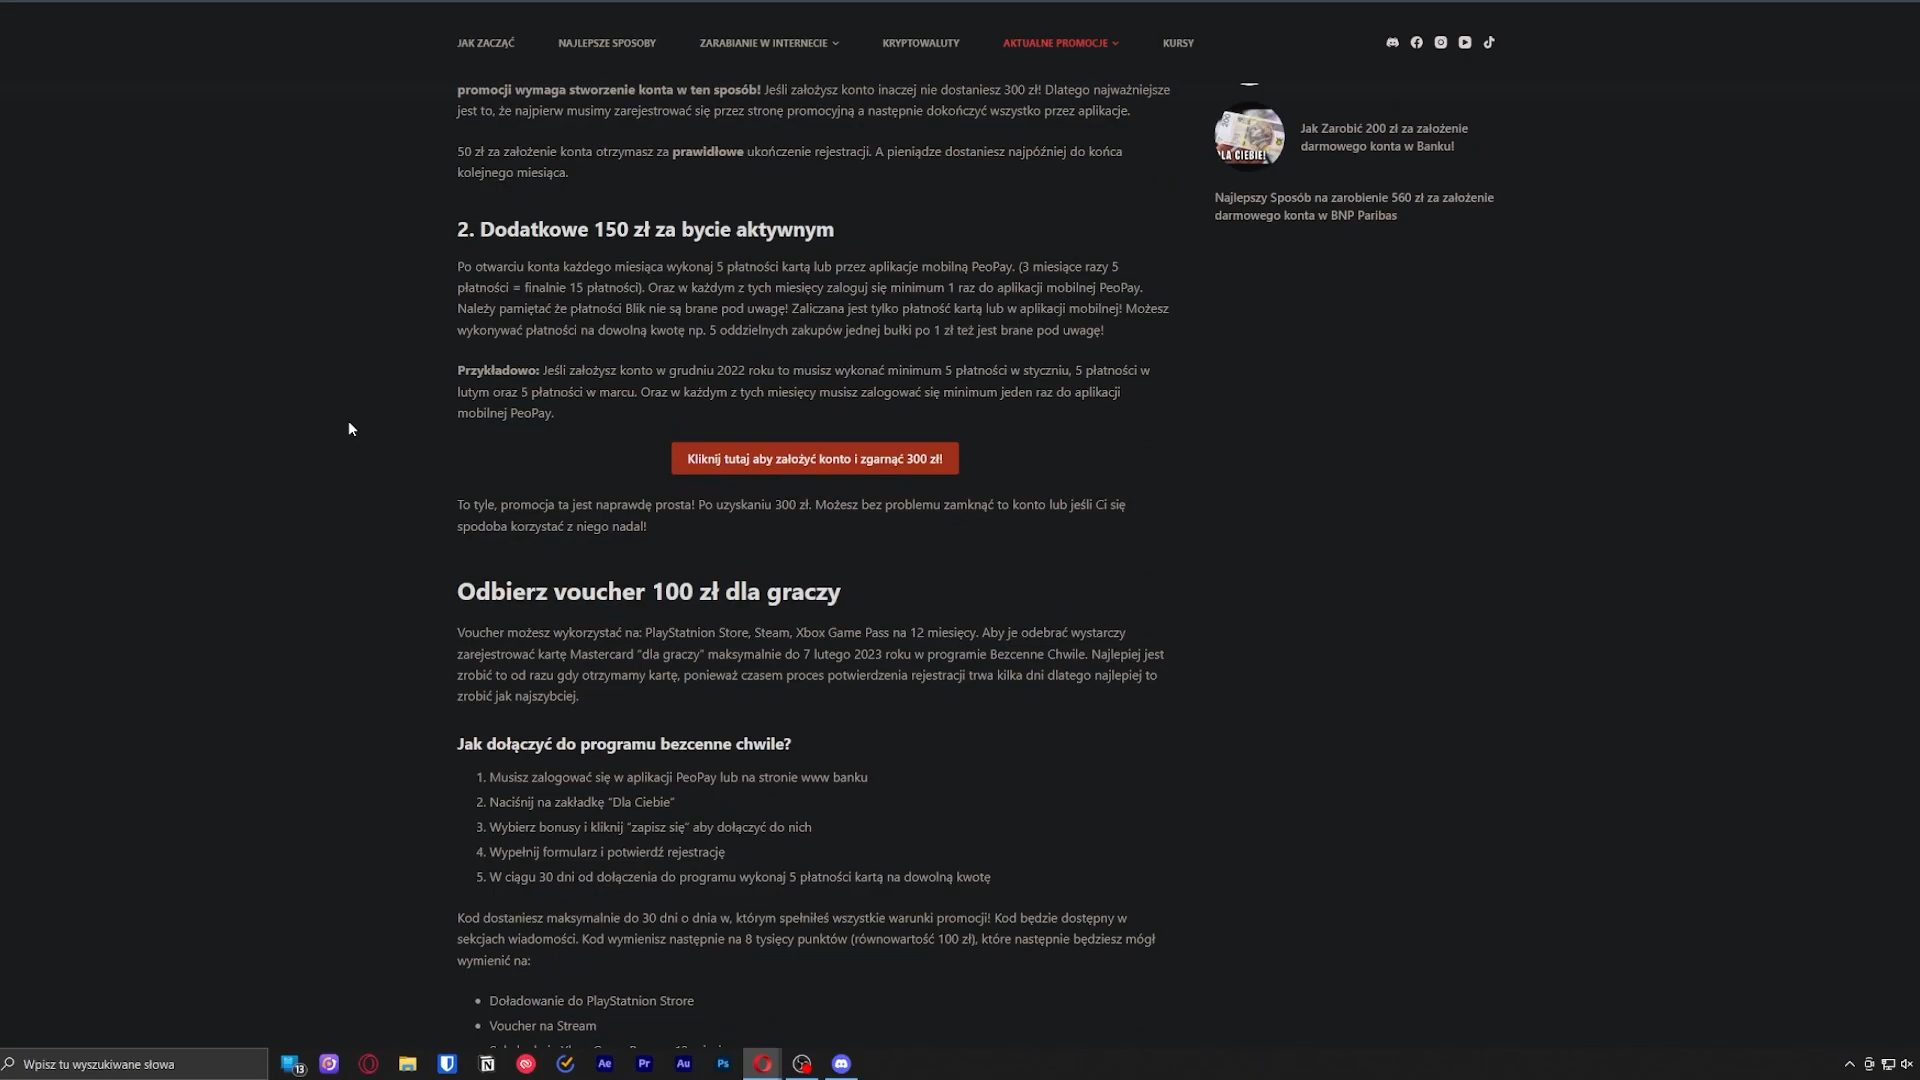 JAK ZACZĄĆ
NAJLEPSZE SPOSOBY
ZARABIANIE W INTERNECIE
KRYPTOWALUTY
AKTUALNE PROMOCJE
KURSY
promocji wymaga stworzenie konta w ten sposób! Jeśli założysz konto inaczej nie dostaniesz 300 zł! Dlatego najważniejsze
jest to, że najpierw musimy zarejestrować się przez stronę promocyjną a następnie dokończyć wszystko przez aplikacje.
50 zł za założenie konta otrzymasz za prawidłowe ukończenie rejestracji. A pieniądze dostaniesz najpóźniej do końca
kolejnego miesiąca.
2. Dodatkowe 150 zł za bycie aktywnym
Po otwarciu konta każdego miesiąca wykonaj 5 płatności kartą lub przez aplikacje mobilną PeoPay. (3 miesiące razy 5
płatności = finalnie 15 płatności). Oraz w każdym z tych miesięcy zaloguj się minimum 1 raz do aplikacji mobilnej PeoPay.
Należy pamiętać że płatności Blik nie są brane pod uwagę! Zaliczana jest tylko płatność kartą lub w aplikacji mobilnej! Możesz
wykonywać płatności na dowolną kwotę np. 5 oddzielnych zakupów jednej bułki po 1 zł też jest brane pod uwagę!
Przykładowo: Jeśli założysz konto w grudniu 2022 roku to musisz wykonać minimum 5 płatności w styczniu, 5 płatności w
lutym oraz 5 płatności w marcu. Oraz w każdym z tych miesięcy musisz zalogować się minimum jeden raz do aplikacji
mobilnej PeoPay.
Kliknij tutaj aby założyć konto i zgarnąć 300 zł!
To tyle, promocja ta jest naprawdę prosta! Po uzyskaniu 300 zł. Możesz bez problemu zamknąć to konto lub jeśli Ci się
spodoba korzystać z niego nadal!
Odbierz voucher 100 zł dla graczy
Voucher możesz wykorzystać na: PlayStatnion Store, Steam, Xbox Game Pass na 12 miesięcy. Aby je odebrać wystarczy
zarejestrować kartę Mastercard "dla graczy" maksymalnie do 7 lutego 2023 roku w programie Bezcenne Chwile. Najlepiej jest
zrobić to od razu gdy otrzymamy kartę, ponieważ czasem proces potwierdzenia rejestracji trwa kilka dni dlatego najlepiej to
zrobić jak najszybciej.
Jak dołączyć do programu bezcenne chwile?
1. Musisz zalogować się w aplikacji PeoPay lub na stronie www banku
2. Naciśnij na zakładkę "Dla Ciebie"
3. Wybierz bonusy i kliknij "zapisz się" aby dołączyć do nich
4. Wypełnij formularz i potwierdź rejestrację
5. W ciągu 30 dni od dołączenia do programu wykonaj 5 płatności kartą na dowolną kwotę
Kod dostaniesz maksymalnie do 30 dni o dnia w, którym spełniłeś wszystkie warunki promocji! Kod będzie dostępny w
sekcjach wiadomości. Kod wymienisz następnie na 8 tysięcy punktów (równowartość 100 zł), które następnie będziesz mógł
wymienić na:
• Doładowanie do PlayStatnion Strore
• Voucher na Stream
200
LA CIEBIE!
Jak Zarobić 200 zł za założenie
darmowego konta w Banku!
Najlepszy Sposób na zarobienie 560 zł za założenie
darmowego konta w BNP Paribas
Wpisz tu wyszukiwane słowa
13
Ae
Pr
Au
Ps